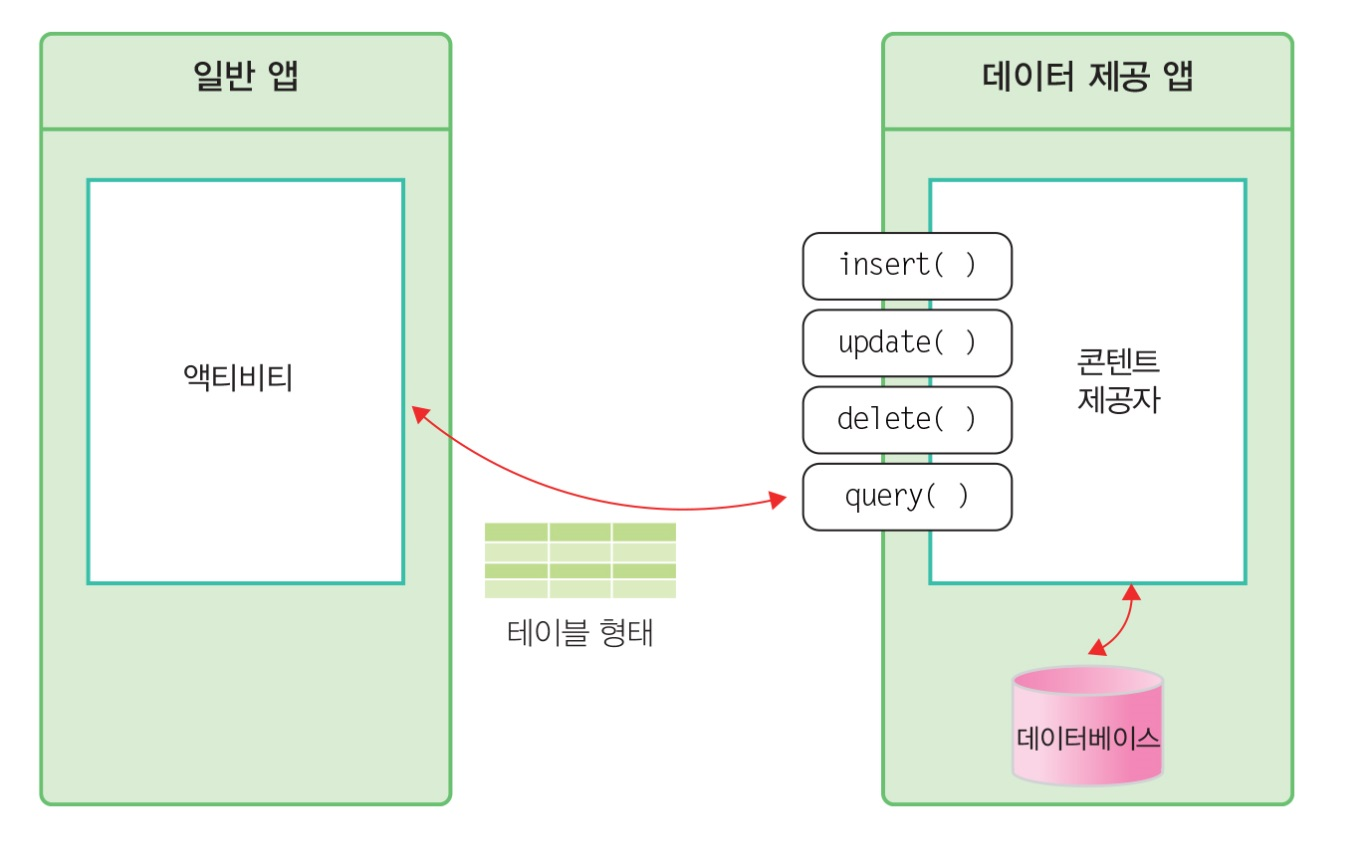 일반 앱
데이터 제공 앱
액티비티
insert( )
update( )
delete( )
query( )
콘텐트
제공자
테이블 형태
데이터베이스